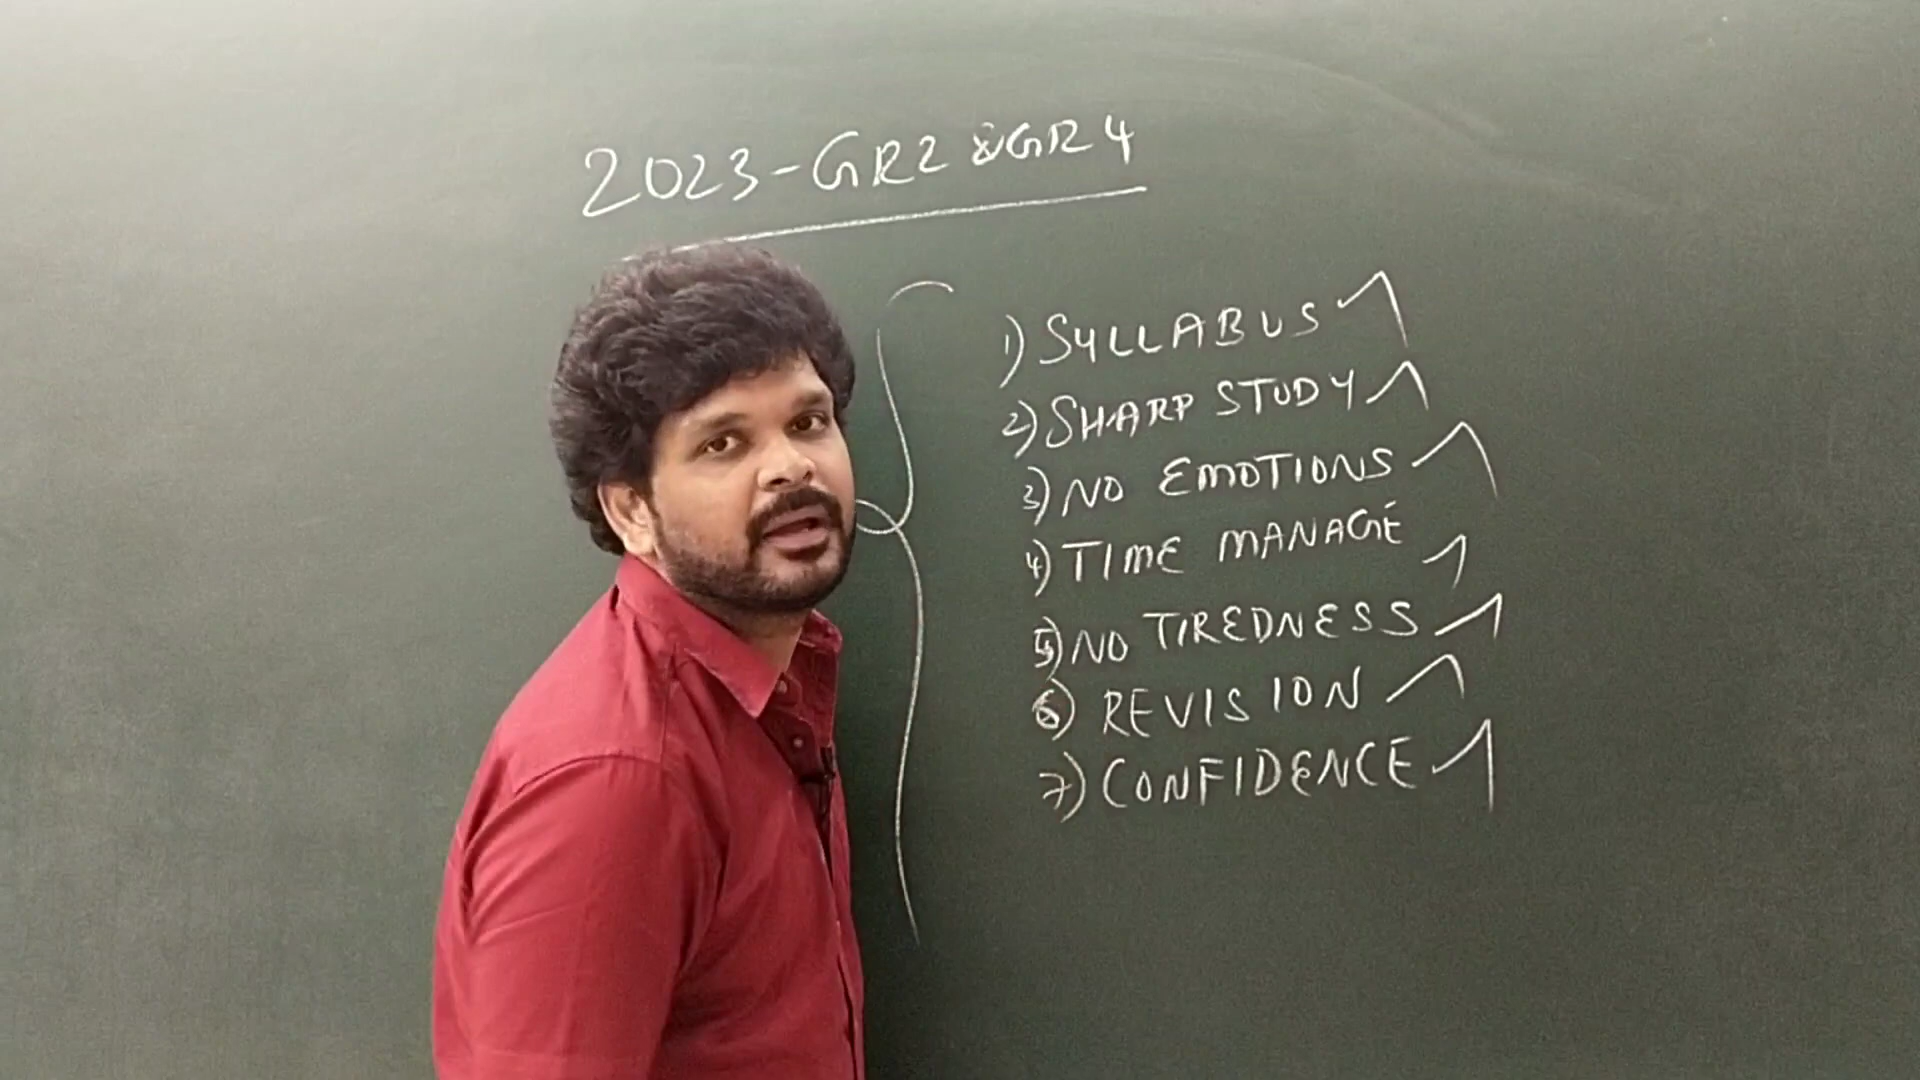 2023-GR2 & GR4
1) SYLLABUS
2) SHARP STUDY
3) NO EMOTIONS
4) TIME MANAGE
5) NO TIREDNESS
6) REVISION
7) CONFIDENCE